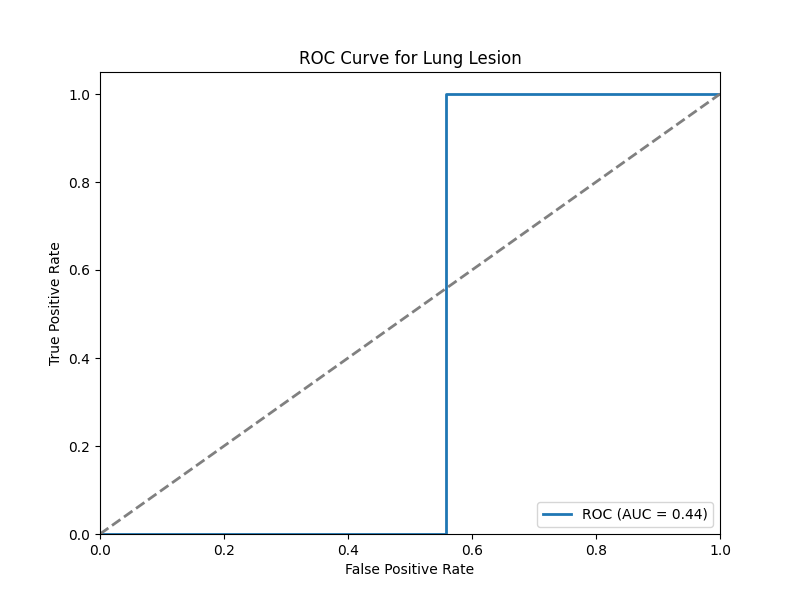 ROC Curve for Lung Lesion
True Positive Rate
1.0
0.8
0.6
0.4
0.2
0.0
0.0 0.2 0.4 0.6 0.8 1.0
False Positive Rate
ROC (AUC = 0.44)